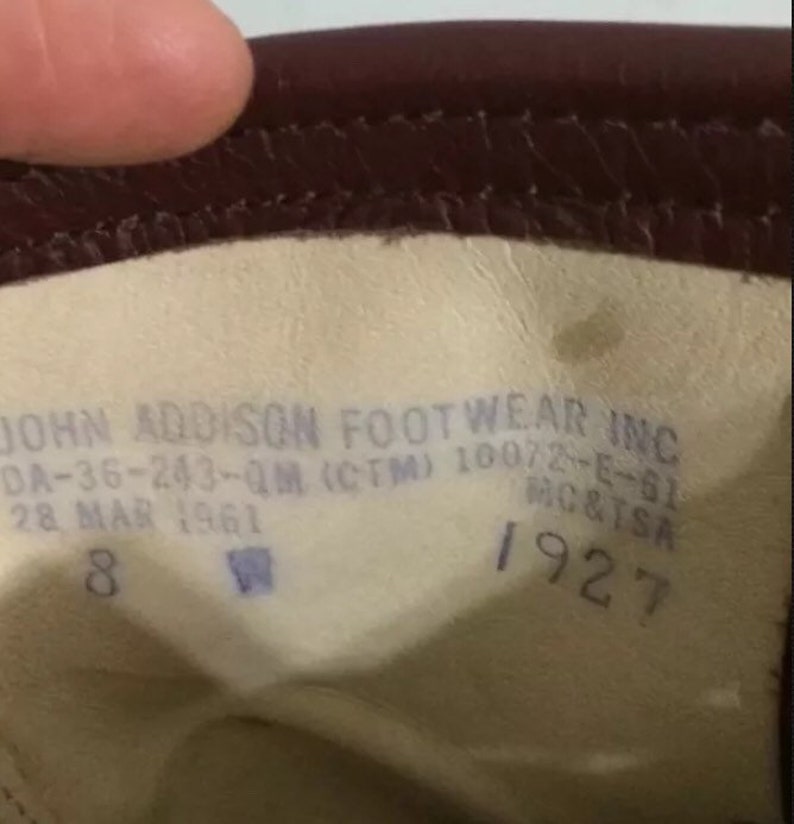 JOHN ADDISON FOOTWEAR INC
DA-36-243-QM (CTM) 10072-E-61
28 MAR 1961 MC&TSA
8 W 1927